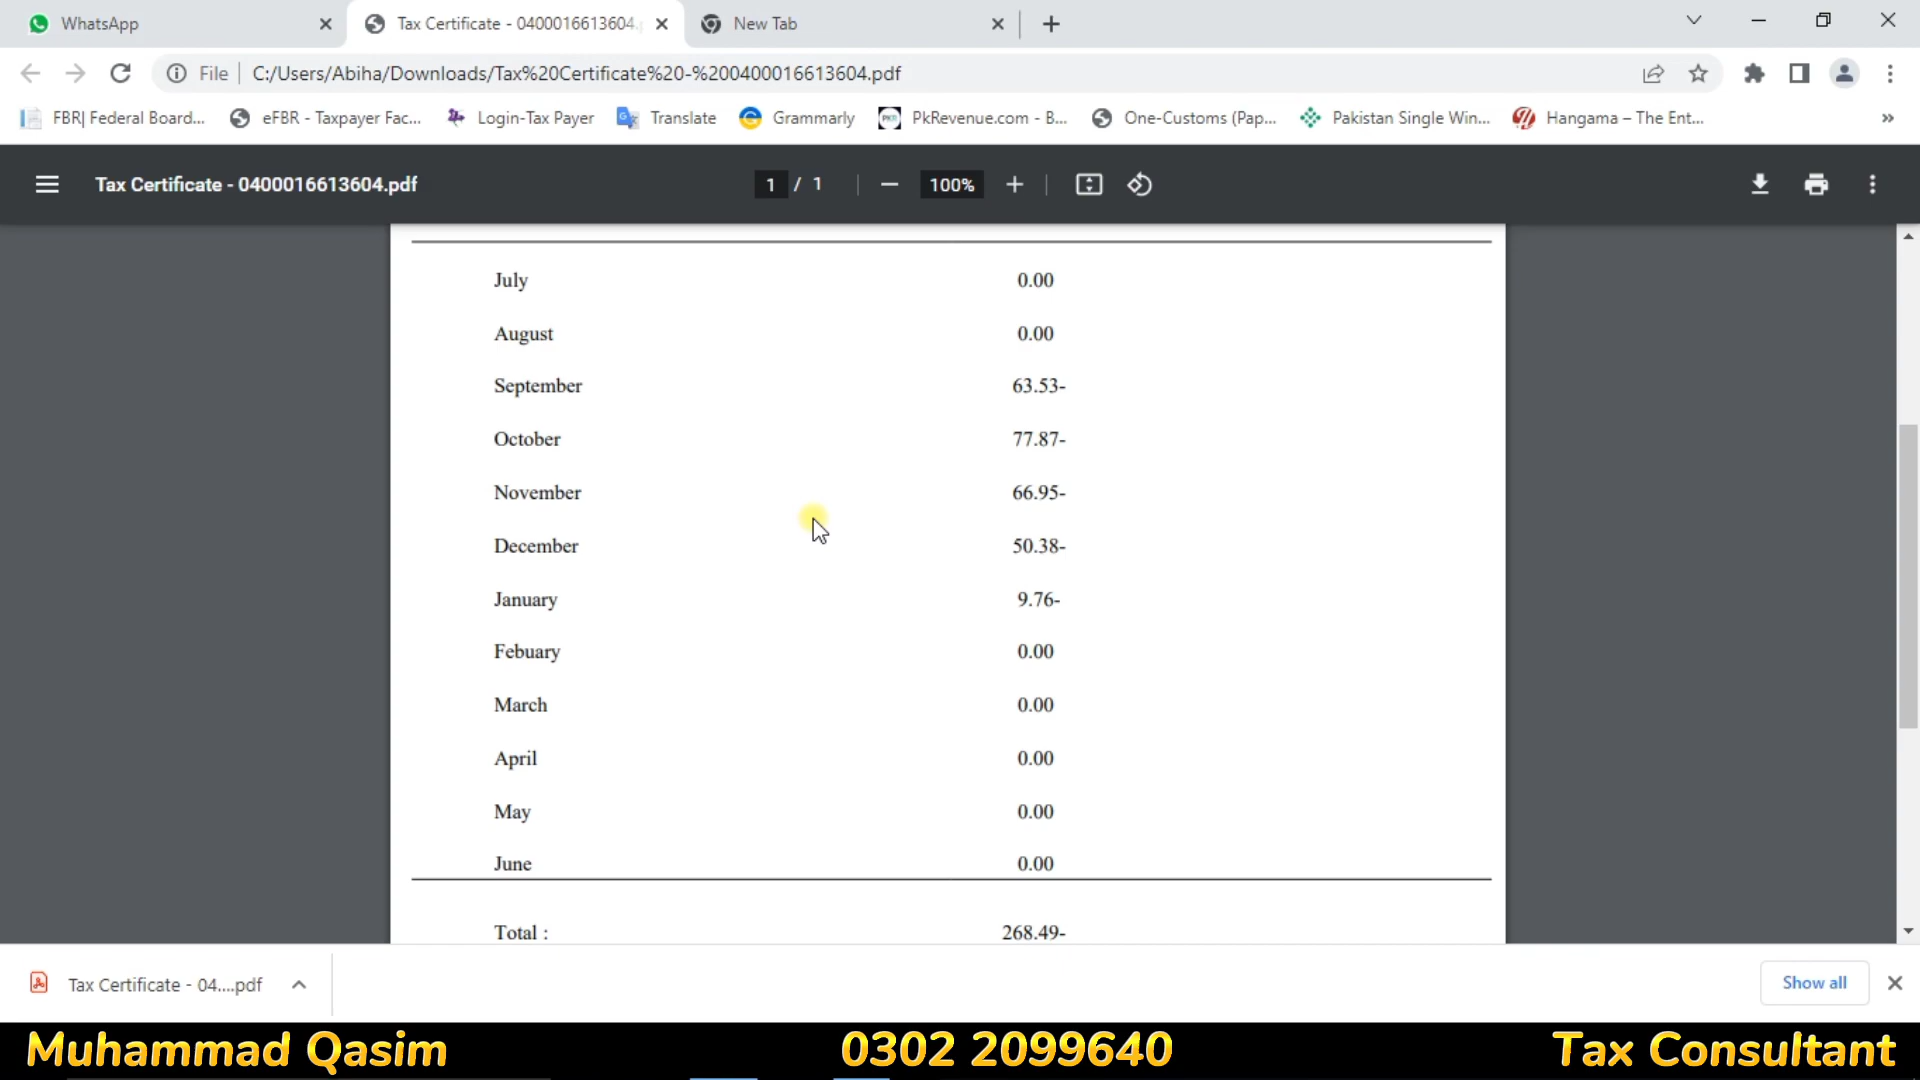 WhatsApp
Tax Certificate - 0400016613604.
New Tab
File
C:/Users/Abiha/Downloads/Tax%20Certificate%20-%200400016613604.pdf
FBR| Federal Board...
eFBR - Taxpayer Fac...
Login-Tax Payer
Translate
Grammarly
PkRevenue.com - B...
One-Customs (Pap...
Pakistan Single Win...
Hangama – The Ent...
»
Tax Certificate - 0400016613604.pdf
1 / 1
100%
July 0.00
August 0.00
September 63.53-
October 77.87-
November 66.95-
December 50.38-
January 9.76-
Febuary 0.00
March 0.00
April 0.00
May 0.00
June 0.00
Total : 268.49-
Tax Certificate - 04....pdf
Show all
Muhammad Qasim 0302 2099640 Tax Consultant